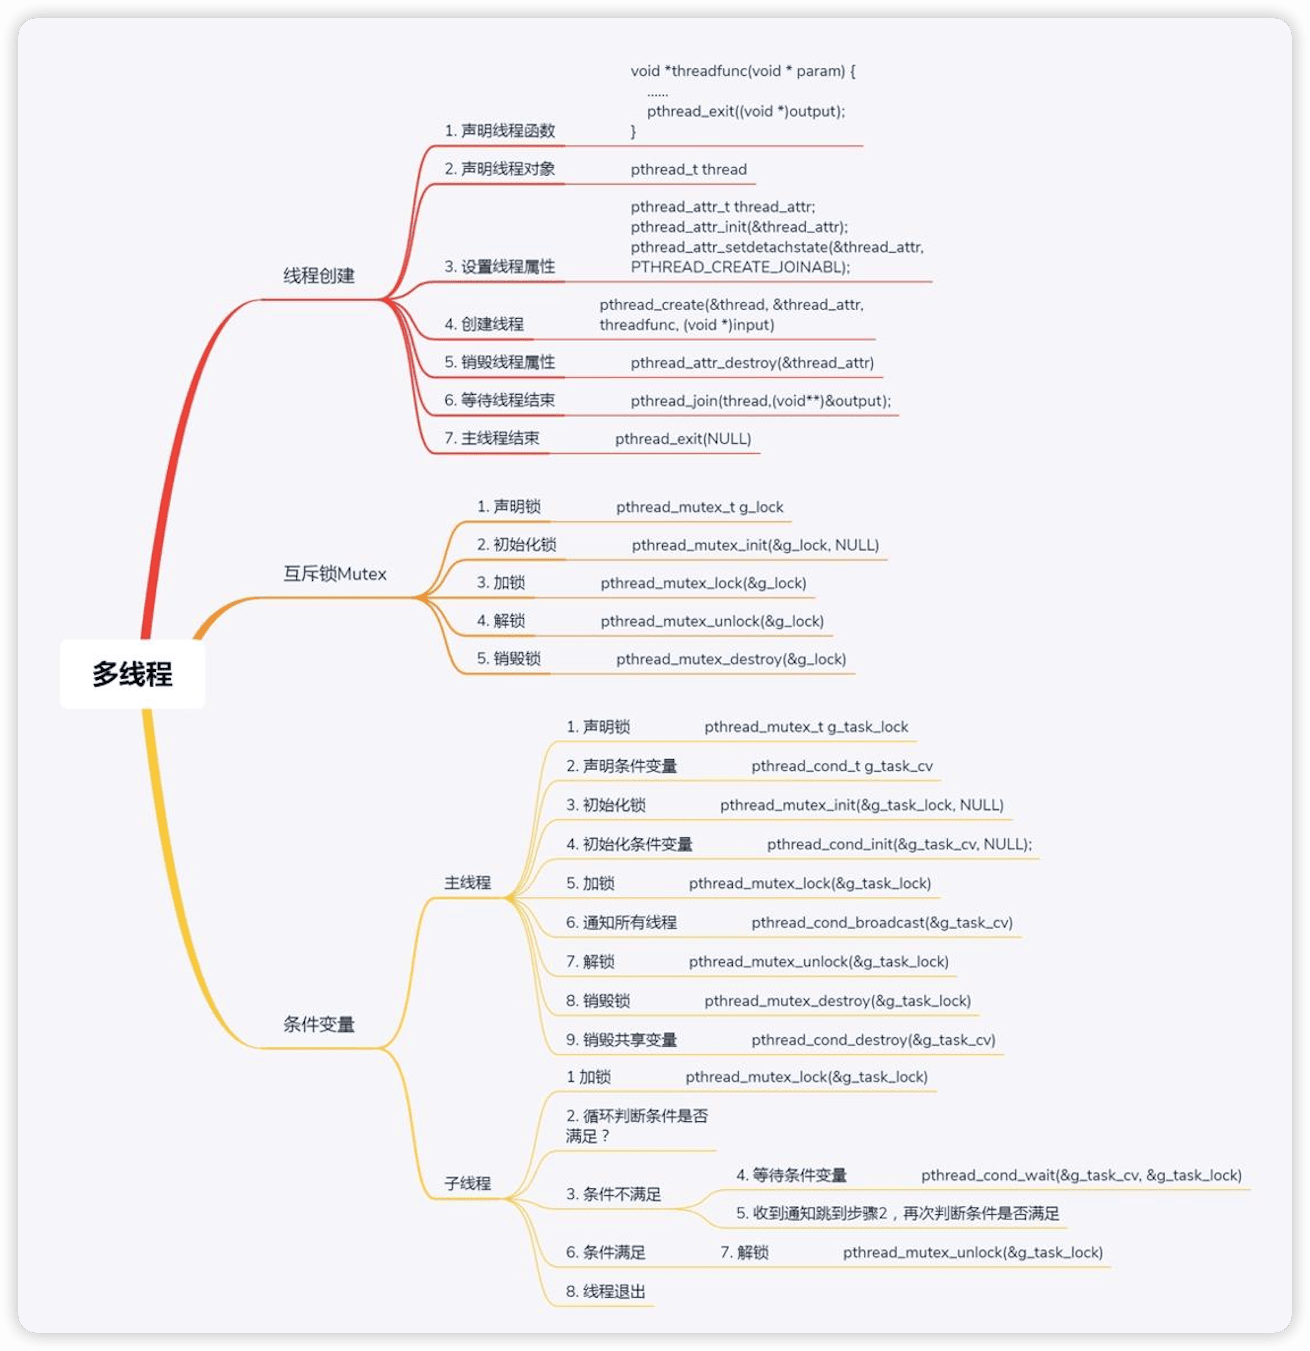 多线程
线程创建
1. 声明线程函数
void *threadfunc(void * param) {
......
pthread_exit((void *)output);
}
2. 声明线程对象
pthread_t thread
3. 设置线程属性
pthread_attr_t thread_attr;
pthread_attr_init(&thread_attr);
pthread_attr_setdetachstate(&thread_attr,
PTHREAD_CREATE_JOINABL);
4. 创建线程
pthread_create(&thread, &thread_attr,
threadfunc, (void *)input)
5. 销毁线程属性
pthread_attr_destroy(&thread_attr)
6. 等待线程结束
pthread_join(thread,(void**)&output);
7. 主线程结束
pthread_exit(NULL)
互斥锁Mutex
1. 声明锁
pthread_mutex_t g_lock
2. 初始化锁
pthread_mutex_init(&g_lock, NULL)
3. 加锁
pthread_mutex_lock(&g_lock)
4. 解锁
pthread_mutex_unlock(&g_lock)
5. 销毁锁
pthread_mutex_destroy(&g_lock)
条件变量
主线程
1. 声明锁
pthread_mutex_t g_task_lock
2. 声明条件变量
pthread_cond_t g_task_cv
3. 初始化锁
pthread_mutex_init(&g_task_lock, NULL)
4. 初始化条件变量
pthread_cond_init(&g_task_cv, NULL);
5. 加锁
pthread_mutex_lock(&g_task_lock)
6. 通知所有线程
pthread_cond_broadcast(&g_task_cv)
7. 解锁
pthread_mutex_unlock(&g_task_lock)
8. 销毁锁
pthread_mutex_destroy(&g_task_lock)
9. 销毁共享变量
pthread_cond_destroy(&g_task_cv)
子线程
1 加锁
pthread_mutex_lock(&g_task_lock)
2. 循环判断条件是否
满足？
3. 条件不满足
4. 等待条件变量
pthread_cond_wait(&g_task_cv, &g_task_lock)
5. 收到通知跳到步骤2，再次判断条件是否满足
6. 条件满足
7. 解锁
pthread_mutex_unlock(&g_task_lock)
8. 线程退出